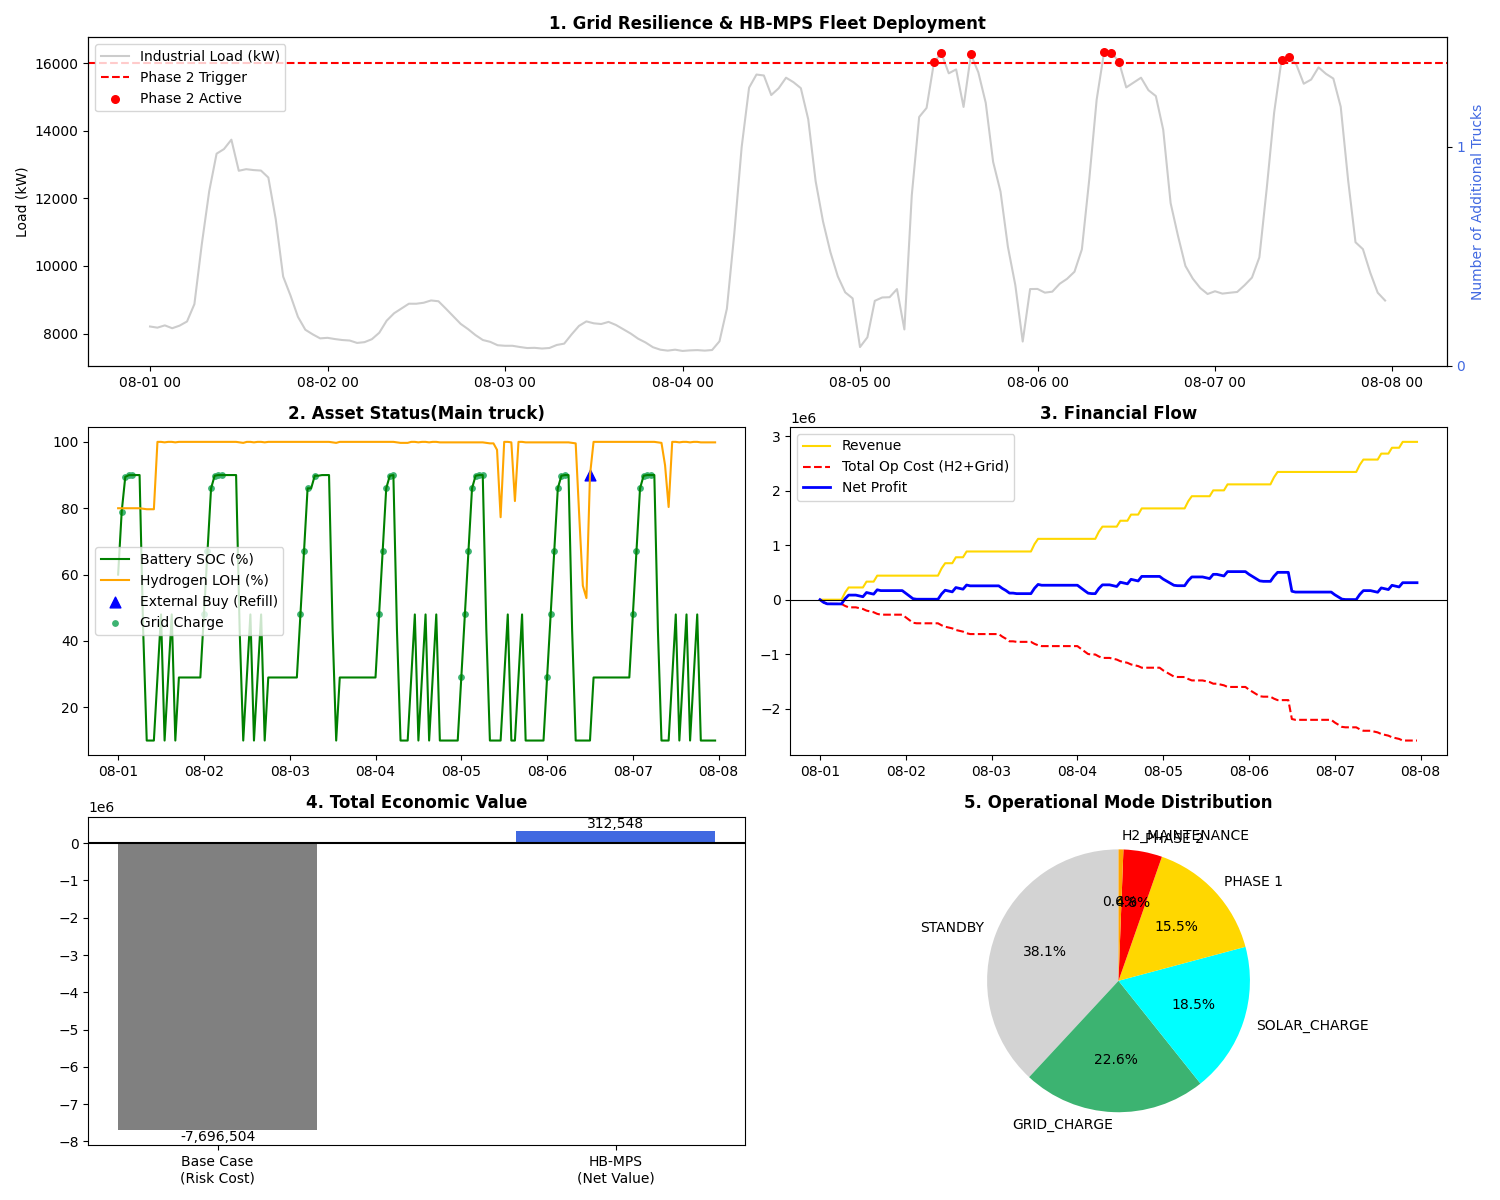 1. Grid Resilience & HB-MPS Fleet Deployment
Industrial Load (kW)
Phase 2 Trigger
Phase 2 Active
Load (kW)
16000
14000
12000
10000
8000
Number of Additional Trucks
1
0
08-01 00
08-02 00
08-03 00
08-04 00
08-05 00
08-06 00
08-07 00
08-08 00
2. Asset Status(Main truck)
100
80
60
40
20
Battery SOC (%)
Hydrogen LOH (%)
External Buy (Refill)
Grid Charge
08-01
08-02
08-03
08-04
08-05
08-06
08-07
08-08
3. Financial Flow
1e6
3
2
1
0
−1
−2
Revenue
Total Op Cost (H2+Grid)
Net Profit
08-01
08-02
08-03
08-04
08-05
08-06
08-07
08-08
4. Total Economic Value
1e6
0
−1
−2
−3
−4
−5
−6
−7
−8
312,548
-7,696,504
Base Case
(Risk Cost)
HB-MPS
(Net Value)
5. Operational Mode Distribution
H2_MAINTENANCE
PHASE 2
PHASE 1
STANDBY
SOLAR_CHARGE
GRID_CHARGE
0.6%
4.8%
15.5%
38.1%
18.5%
22.6%